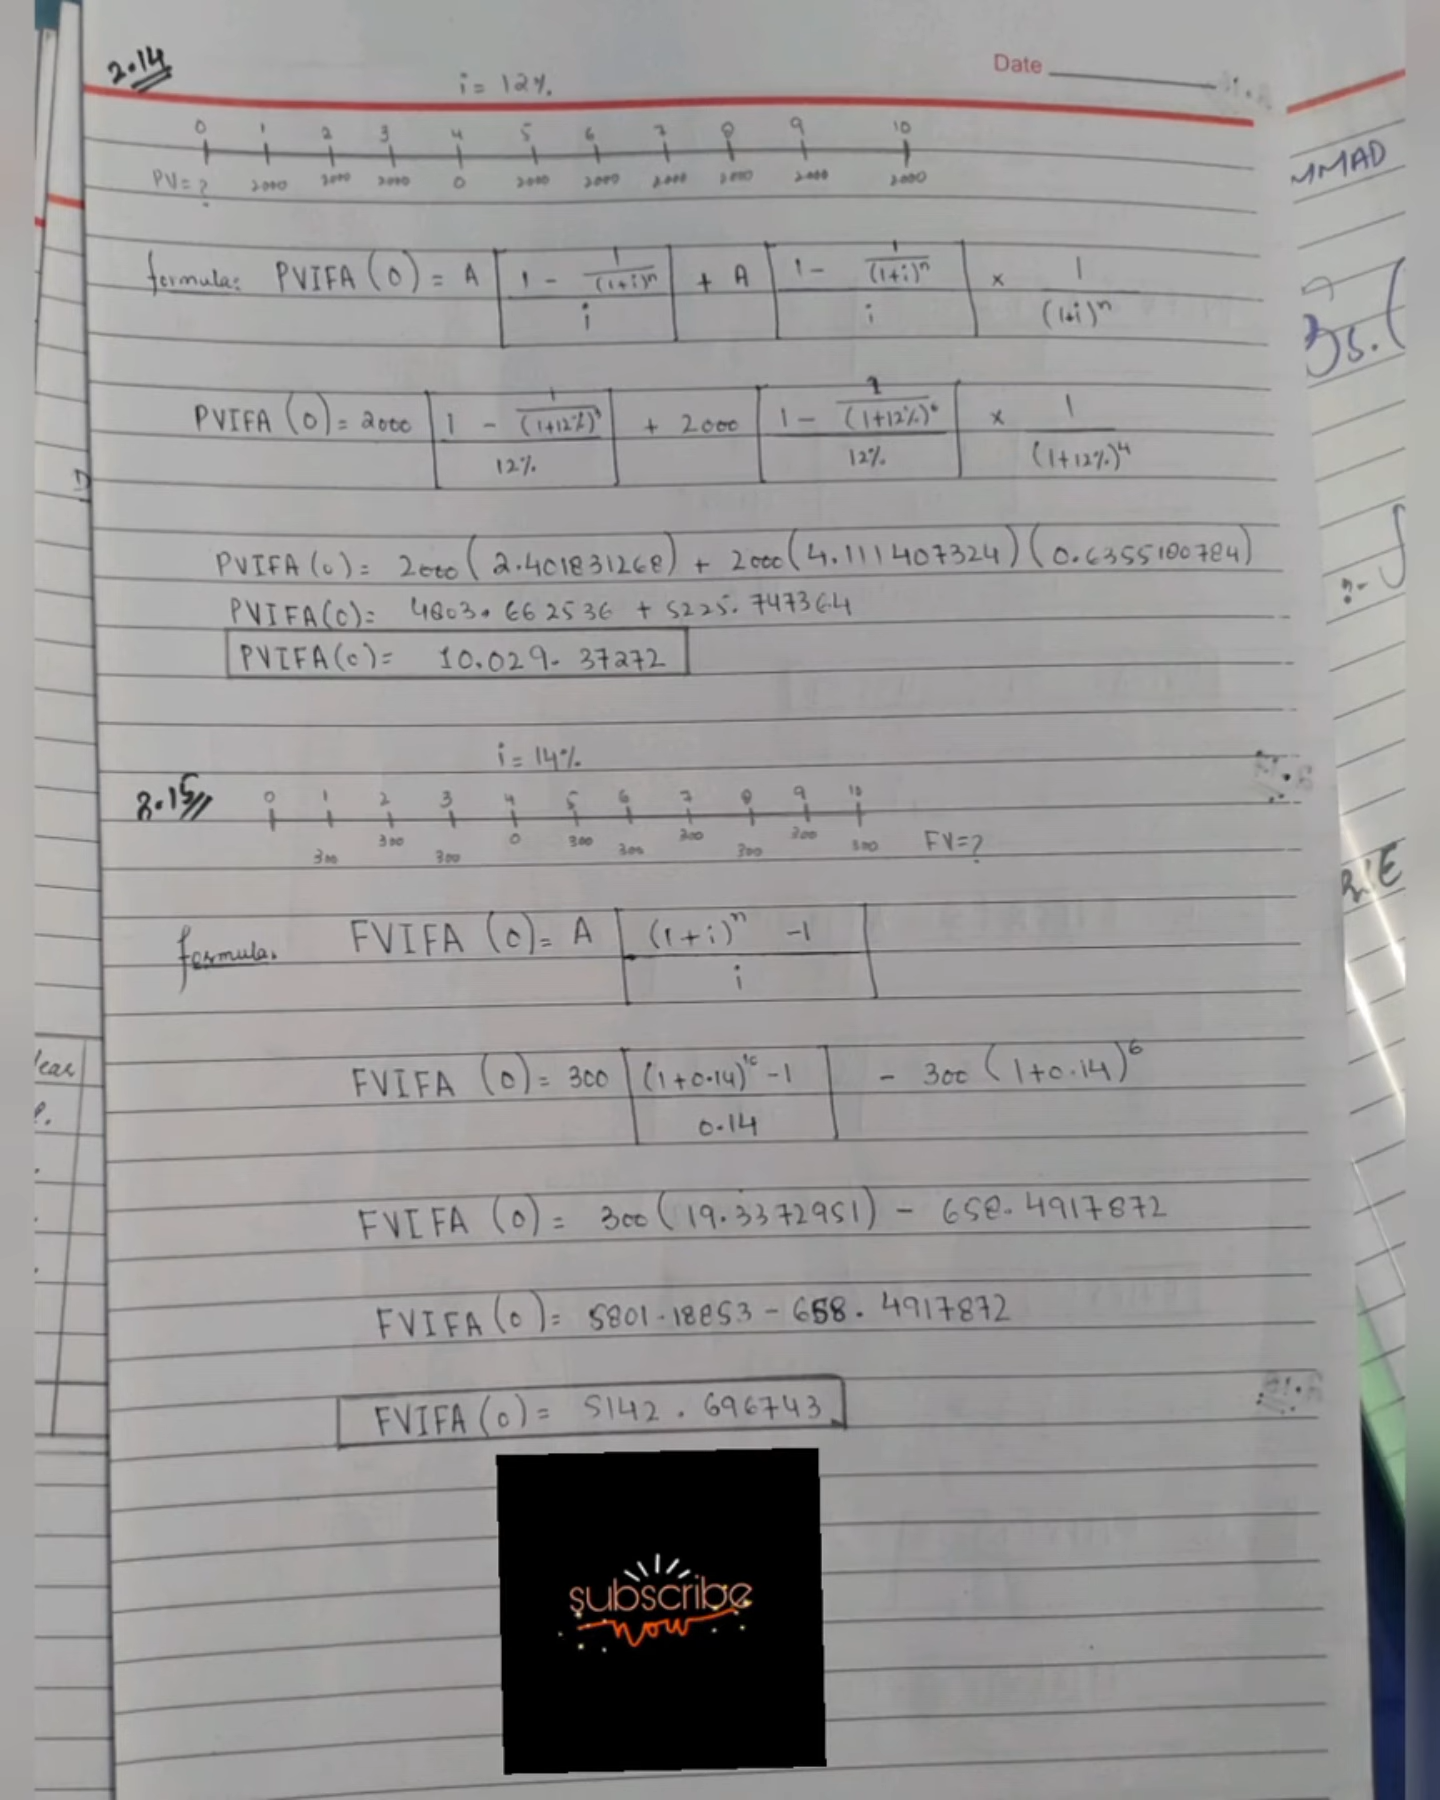 2.14
i = 12%
Date
0 1 2 3 4 5 6 7 8 9 10
PV=? 2000 2000 2000 0 2000 2000 2000 2000 2000 2000
formula: PVIFA (0) = A [1 - 1/(1+i)^n / i] + A [1 - 1/(1+i)^n / i] x 1/(1+i)^n
PVIFA (0) = 2000 [1 - 1/(1+12%)^3 / 12%] + 2000 [1 - 1/(1+12%)^6 / 12%] x 1/(1+12%)^4
PVIFA (0) = 2000 (2.401831268) + 2000 (4.111407324) (0.6355180784)
PVIFA (0) = 4803.662536 + 5225.747364
PVIFA (0) = 10.029.37272
i = 14%
2.15
0 1 2 3 4 5 6 7 8 9 10
300 300 300 0 300 300 300 300 300 300 FV=?
formula. FVIFA (0) = A [(1+i)^n - 1 / i]
FVIFA (0) = 300 [(1+0.14)^10 - 1 / 0.14] - 300 (1+0.14)^6
FVIFA (0) = 300 (19.3372951) - 658.4917872
FVIFA (0) = 5801.18853 - 658.4917872
FVIFA (0) = 5142.696743
subscribe
now
MMAD